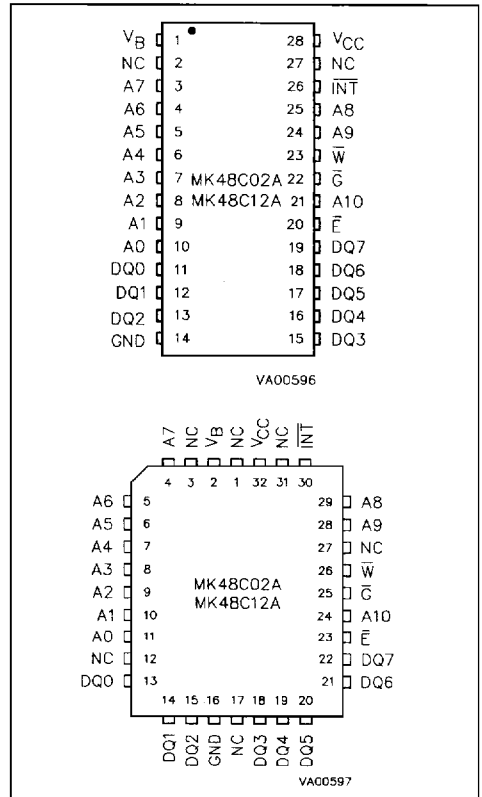 V_B 1 28 V_CC
NC 2 27 NC
A7 3 26 I̅N̅T̅
A6 4 25 A8
A5 5 24 A9
A4 6 23 W̅
A3 7 MK48C02A 22 G̅
A2 8 MK48C12A 21 A10
A1 9 20 E̅
A0 10 19 DQ7
DQ0 11 18 DQ6
DQ1 12 17 DQ5
DQ2 13 16 DQ4
GND 14 15 DQ3
VA00596
A7 NC V_B NC V_CC NC I̅N̅T̅
4 3 2 1 32 31 30
A6 5 29 A8
A5 6 28 A9
A4 7 27 NC
A3 8 MK48C02A 26 W̅
A2 9 MK48C12A 25 G̅
A1 10 24 A10
A0 11 23 E̅
NC 12 22 DQ7
DQ0 13 21 DQ6
14 15 16 17 18 19 20
DQ1 DQ2 GND NC DQ3 DQ4 DQ5
VA00597